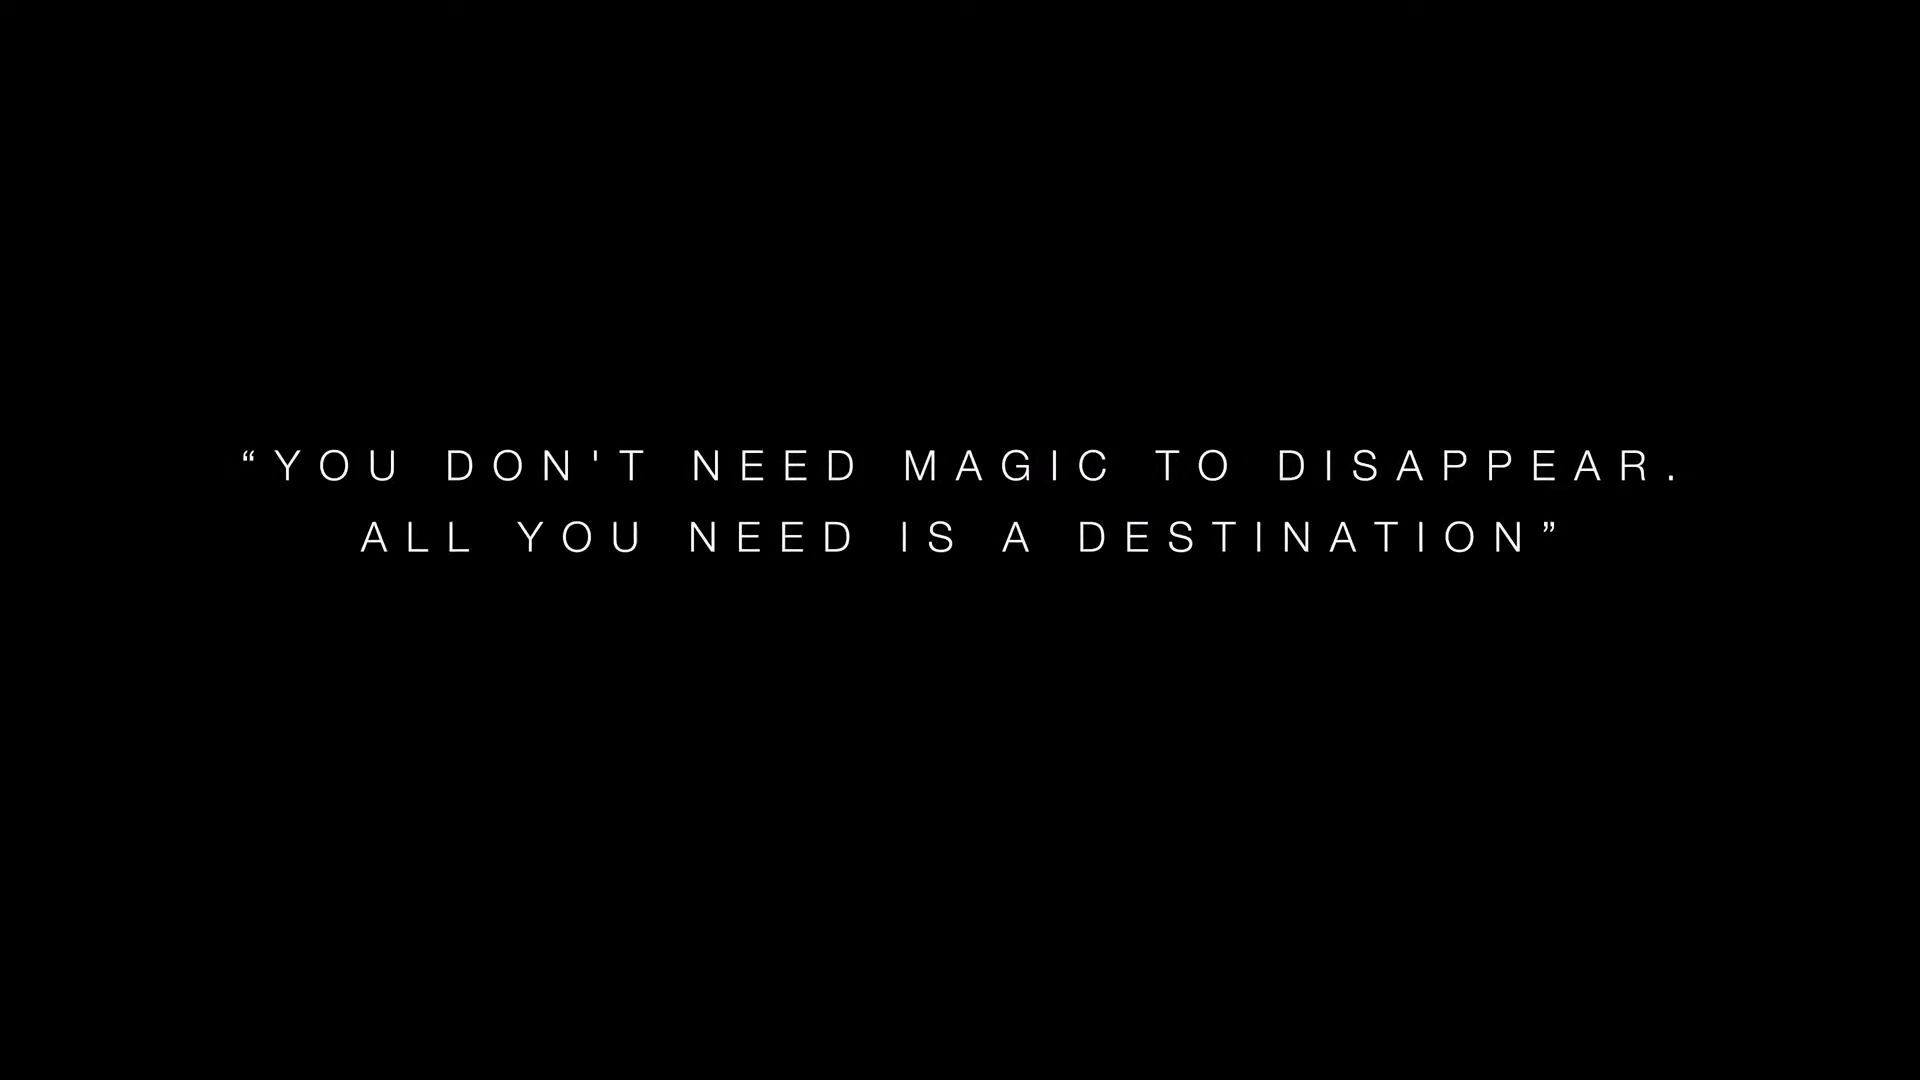 “YOU DON'T NEED MAGIC TO DISAPPEAR.
ALL YOU NEED IS A DESTINATION”